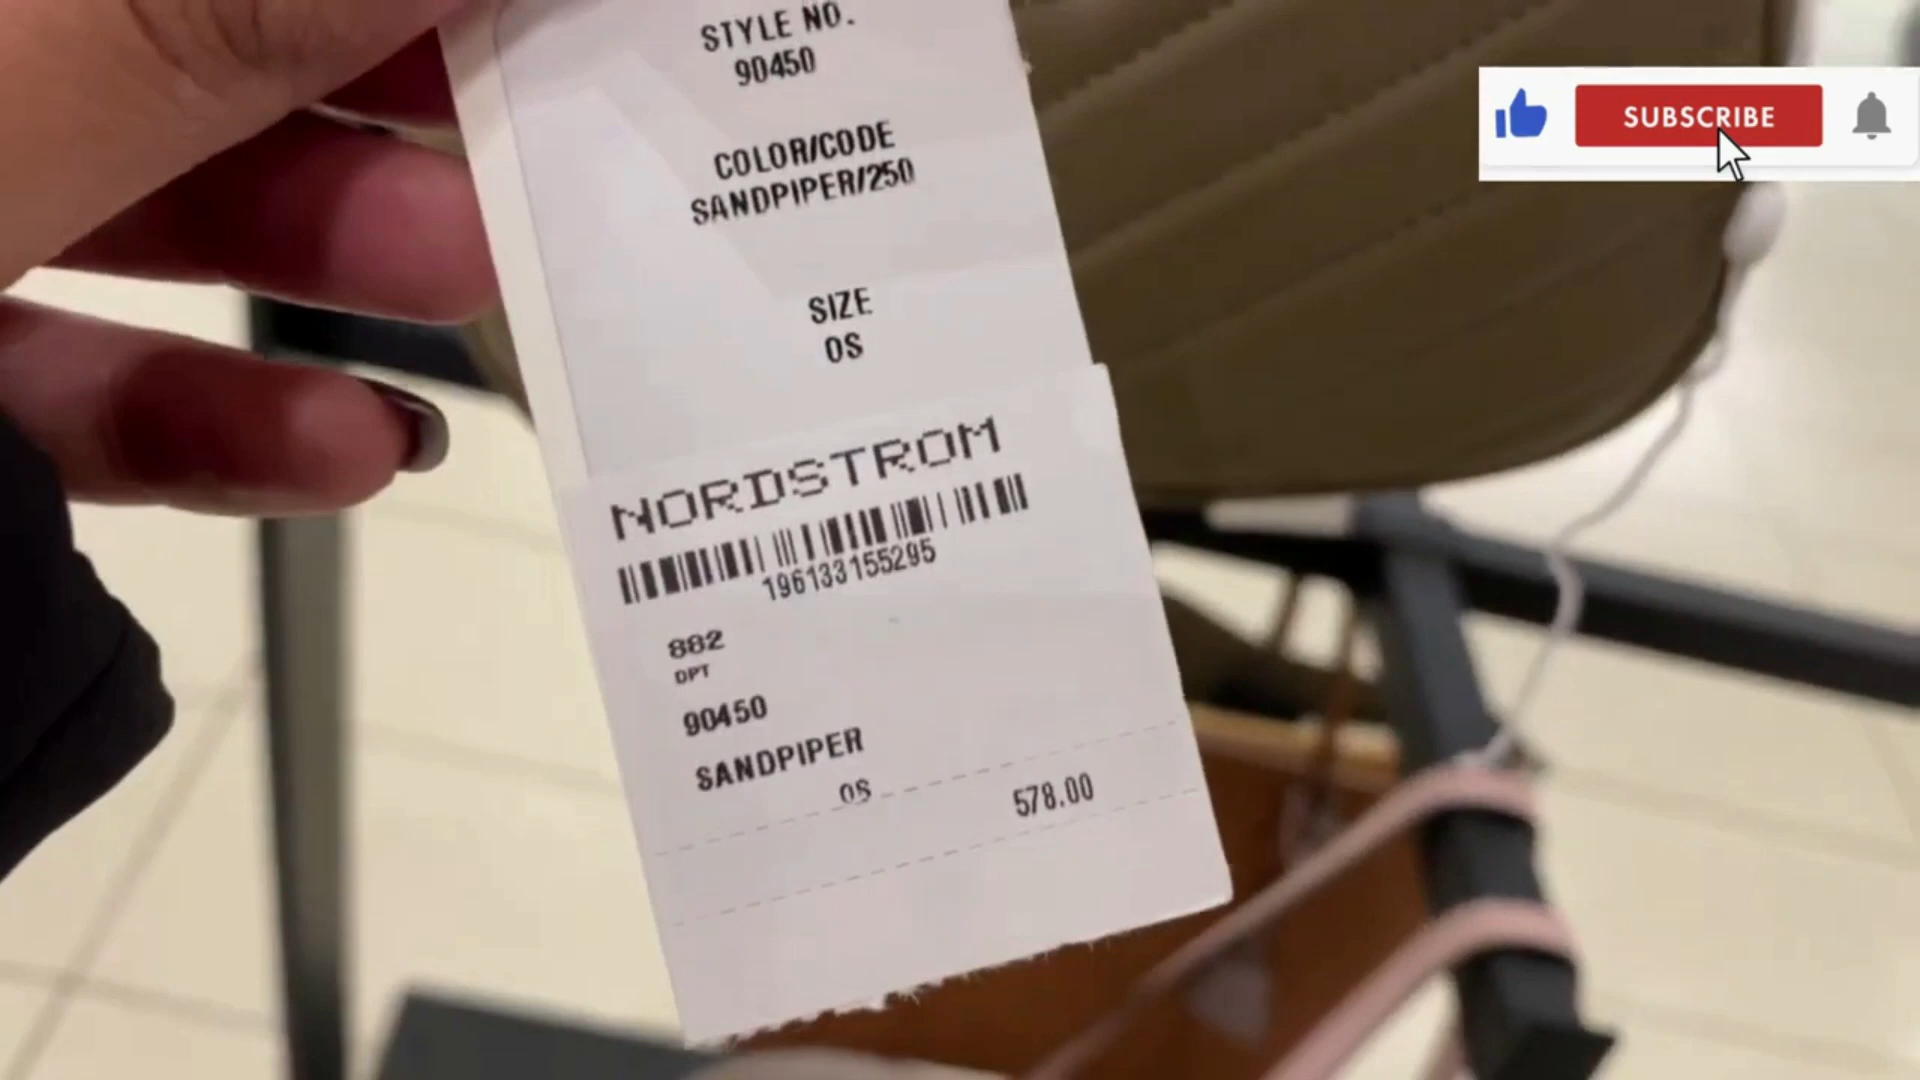 STYLE NO.
90450
COLOR/CODE
SANDPIPER/250
SIZE
OS
NORDSTROM
196133155295
882
DPT
90450
SANDPIPER
OS
578.00
SUBSCRIBE